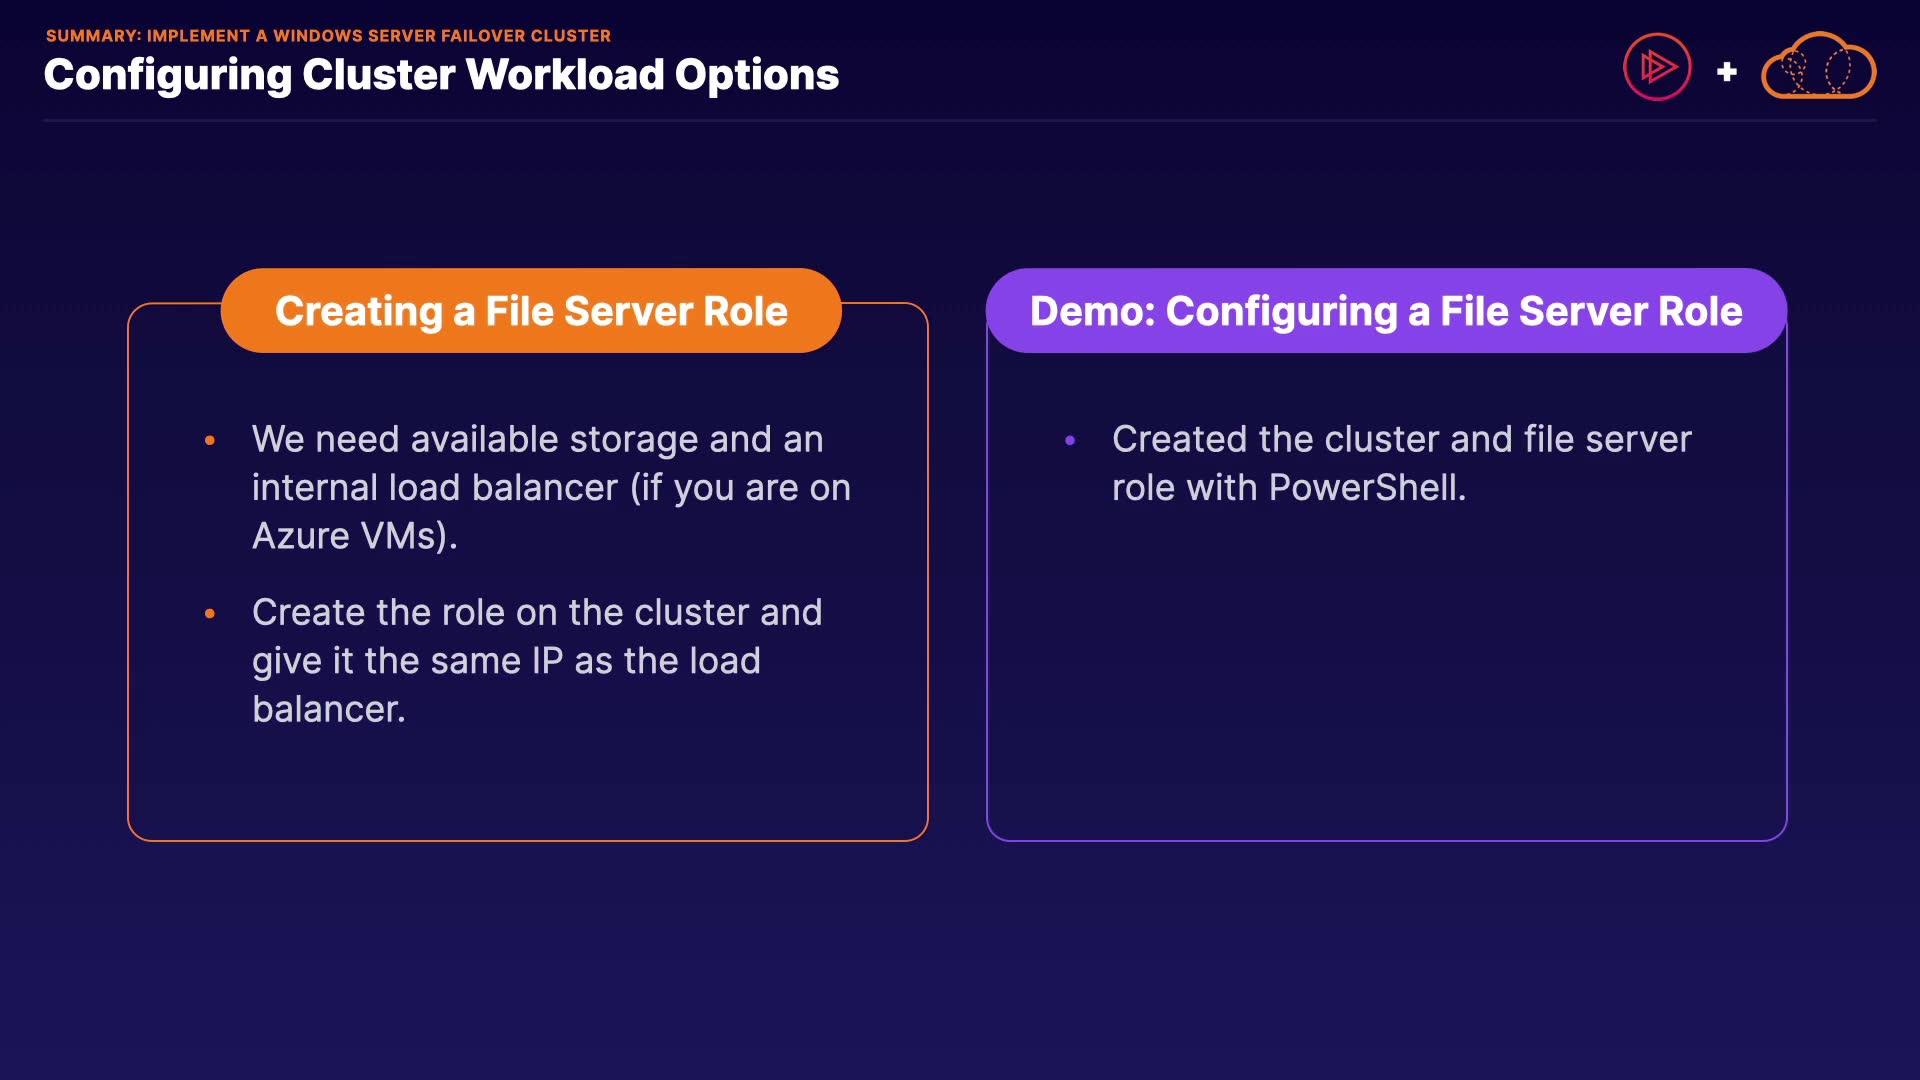 SUMMARY: IMPLEMENT A WINDOWS SERVER FAILOVER CLUSTER
Configuring Cluster Workload Options
+
Creating a File Server Role
• We need available storage and an
internal load balancer (if you are on
Azure VMs).
• Create the role on the cluster and
give it the same IP as the load
balancer.
Demo: Configuring a File Server Role
• Created the cluster and file server
role with PowerShell.